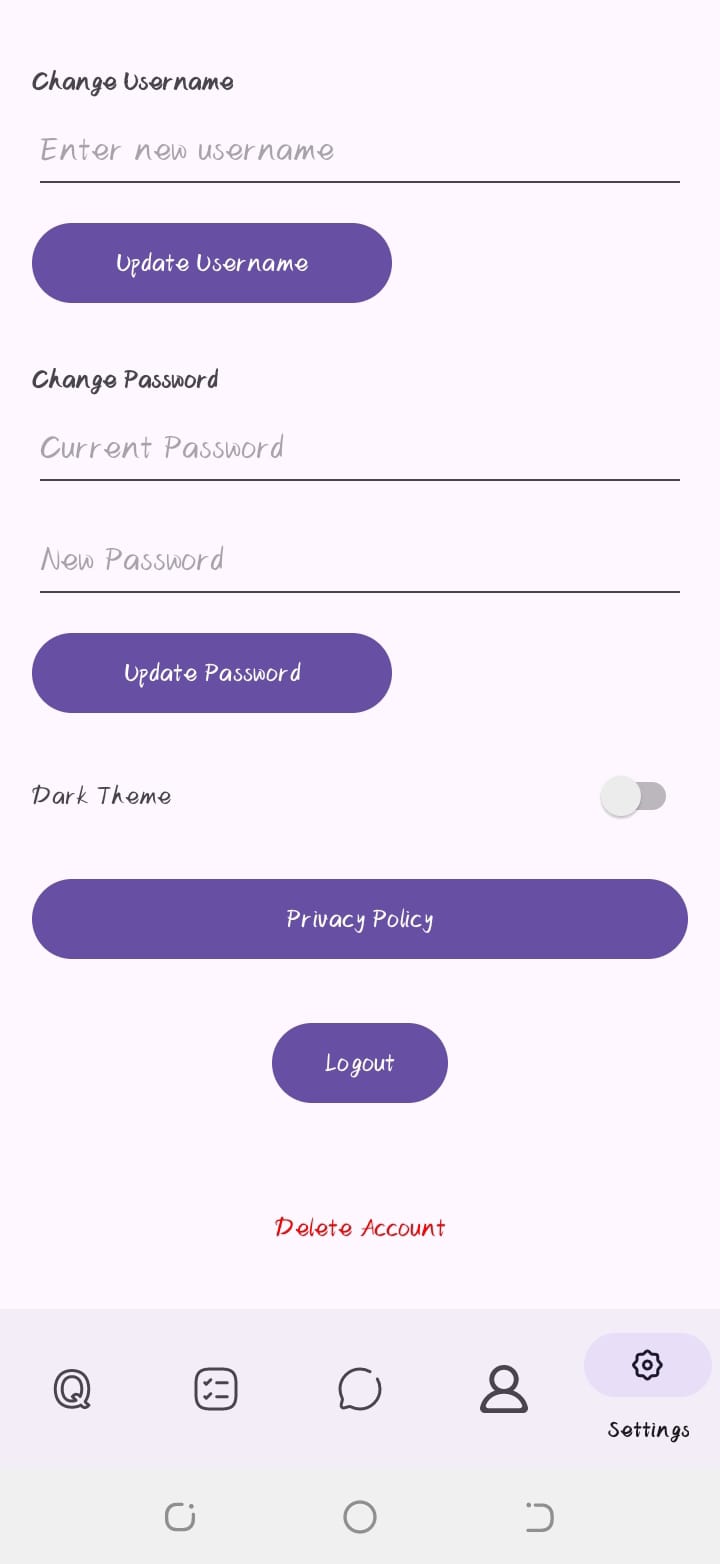 Change Username
Enter new username
Update Username
Change Password
Current Password
New Password
Update Password
Dark Theme
Privacy Policy
Logout
Delete Account
Settings